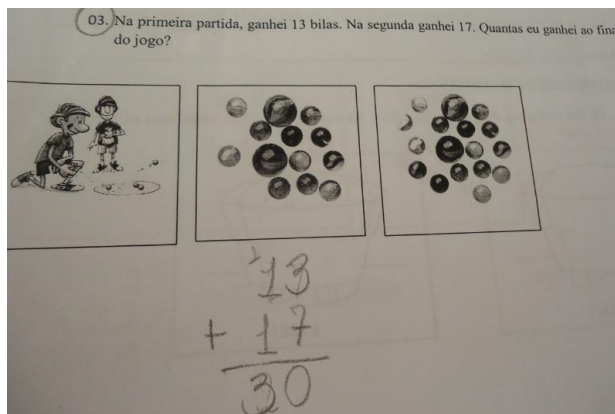 03. Na primeira partida, ganhei 13 bilas. Na segunda ganhei 17. Quantas eu ganhei ao fina
do jogo?
1
13
+ 17
30